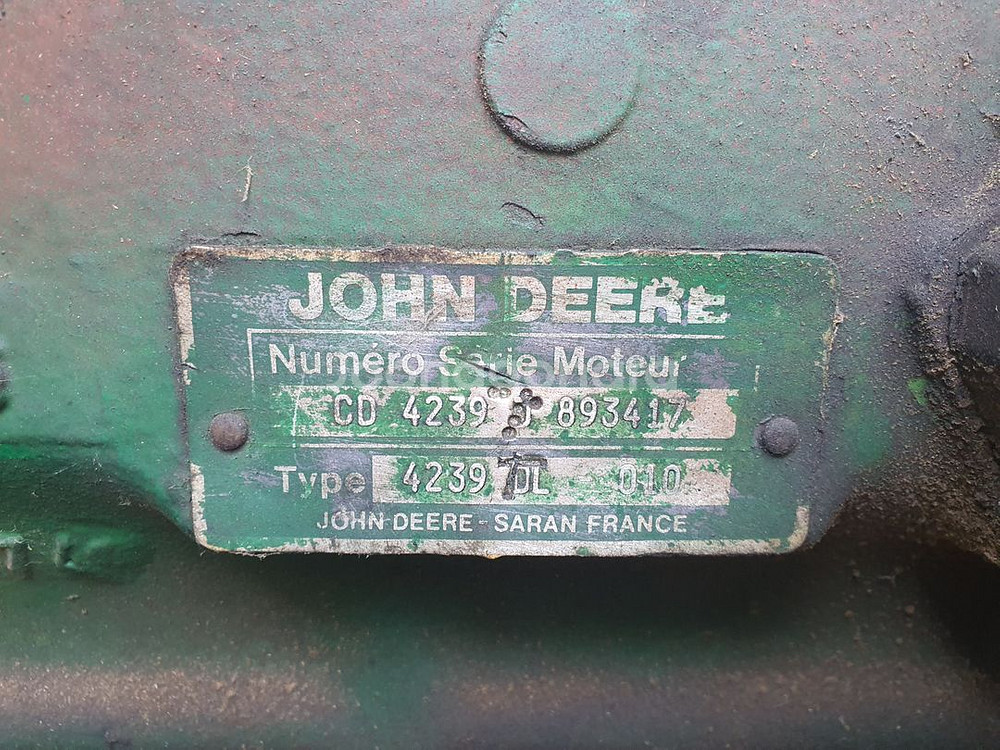 JOHN DEERE
Numéro Série Moteur
CD 4239 J 893417
Type 4239 DL 010
JOHN DEERE - SARAN FRANCE